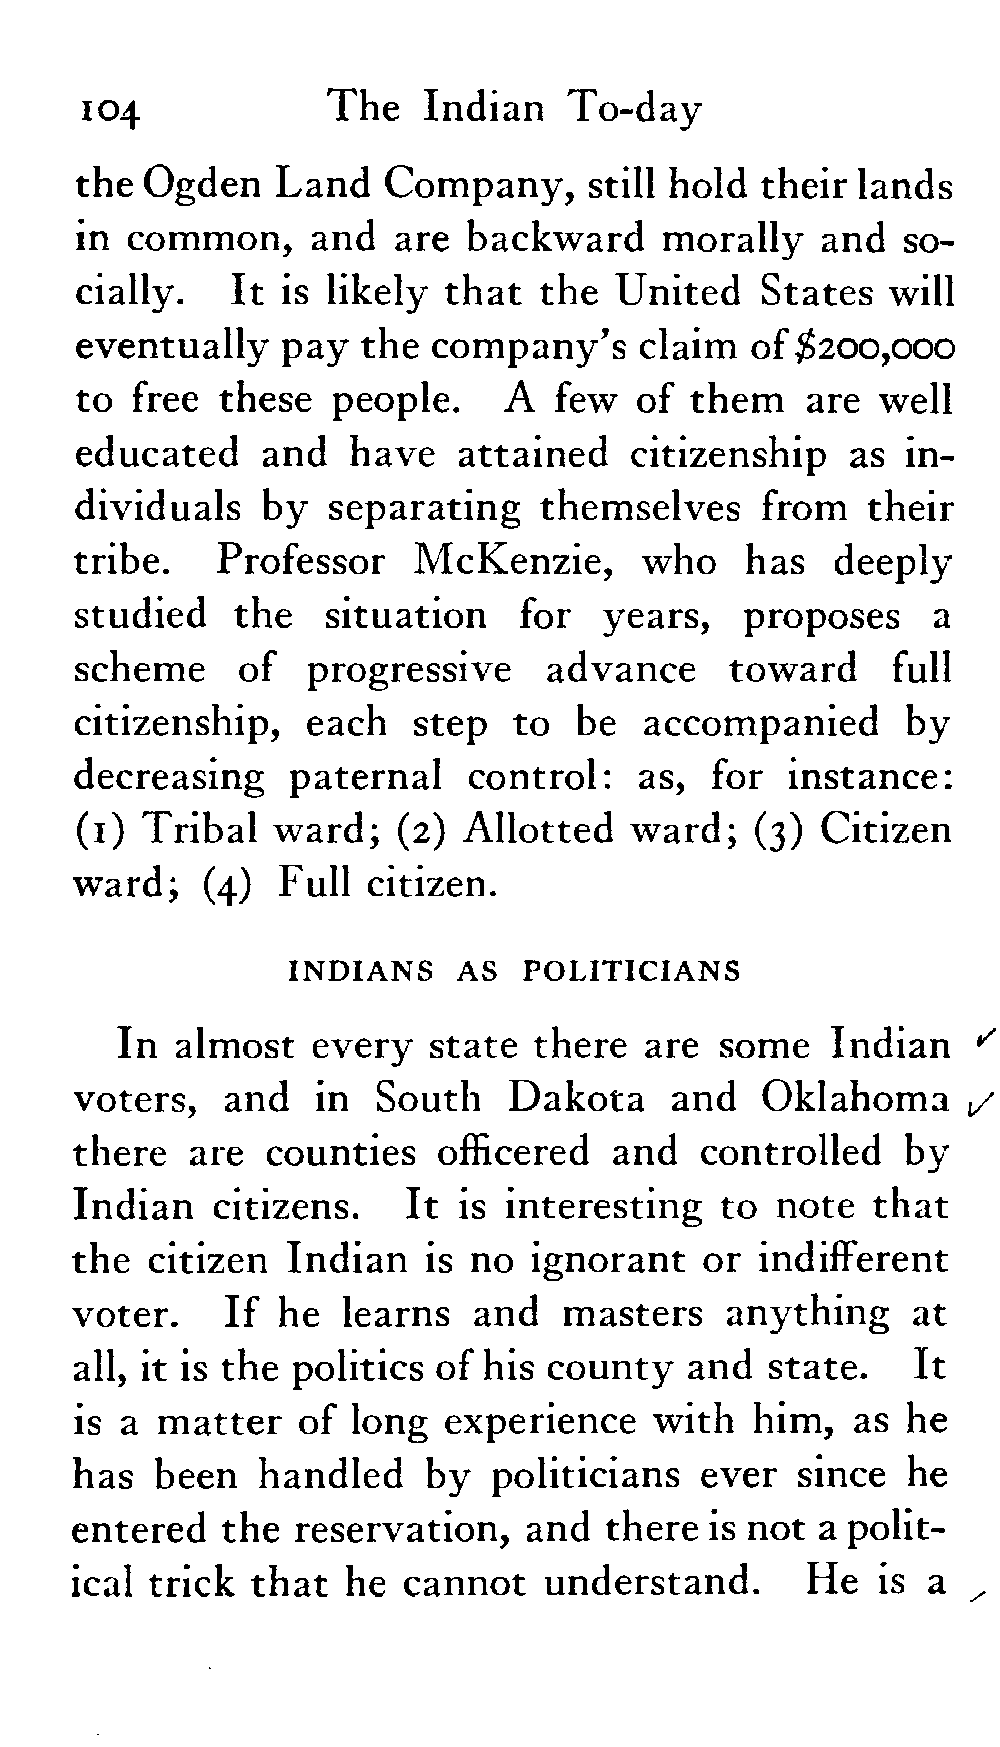 104 The Indian To-day
the Ogden Land Company, still hold their lands
in common, and are backward morally and so-
cially. It is likely that the United States will
eventually pay the company's claim of $200,000
to free these people. A few of them are well
educated and have attained citizenship as in-
dividuals by separating themselves from their
tribe. Professor McKenzie, who has deeply
studied the situation for years, proposes a
scheme of progressive advance toward full
citizenship, each step to be accompanied by
decreasing paternal control: as, for instance:
(1) Tribal ward; (2) Allotted ward; (3) Citizen
ward; (4) Full citizen.
INDIANS AS POLITICIANS
In almost every state there are some Indian
voters, and in South Dakota and Oklahoma
there are counties officered and controlled by
Indian citizens. It is interesting to note that
the citizen Indian is no ignorant or indifferent
voter. If he learns and masters anything at
all, it is the politics of his county and state. It
is a matter of long experience with him, as he
has been handled by politicians ever since he
entered the reservation, and there is not a polit-
ical trick that he cannot understand. He is a